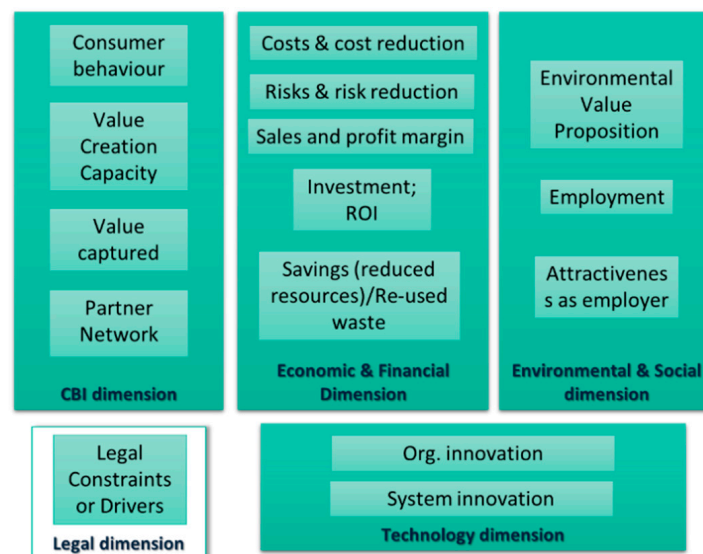 Consumer
behaviour
Value
Creation
Capacity
Value
captured
Partner
Network
CBI dimension
Costs & cost reduction
Risks & risk reduction
Sales and profit margin
Investment;
ROI
Savings (reduced
resources)/Re-used
waste
Economic & Financial
Dimension
Environmental
Value
Proposition
Employment
Attractivenes
s as employer
Environmental & Social
dimension
Legal
Constraints
or Drivers
Legal dimension
Org. innovation
System innovation
Technology dimension